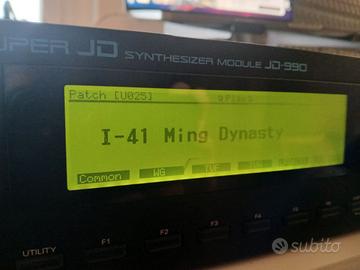 SUPER JD SYNTHESIZER MODULE JD-990
Patch [U025] ◇Play◇
I-41 Ming Dynasty
Common WG TVF
UTILITY F1 F2 F3 F4 F5
subito